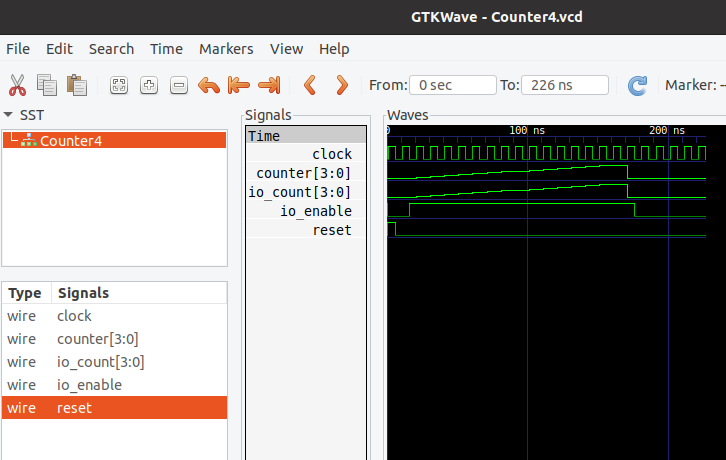 GTKWave - Counter4.vcd
File Edit Search Time Markers View Help
From: 0 sec To: 226 ns Marker: --
SST
Counter4
Type Signals
wire clock
wire counter[3:0]
wire io_count[3:0]
wire io_enable
wire reset
Signals
Time
clock
counter[3:0]
io_count[3:0]
io_enable
reset
Waves
0 100 ns 200 ns